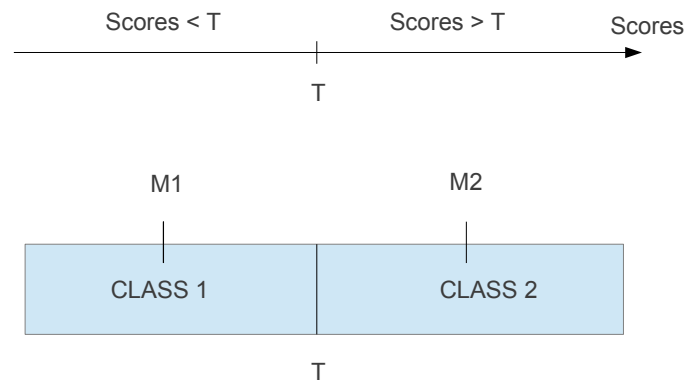 Scores < T
Scores > T
Scores
T
M1
M2
CLASS 1
CLASS 2
T